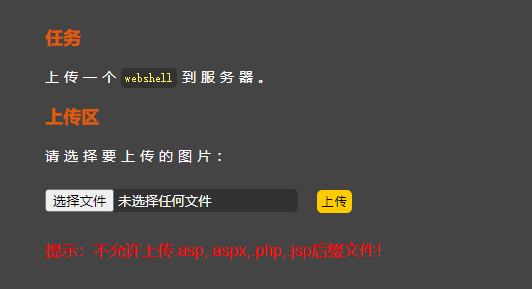 任务
上传一个 webshell 到服务器。
上传区
请选择要上传的图片：
选择文件 未选择任何文件 上传
提示：不允许上传.asp,.aspx,.php,.jsp后缀文件！